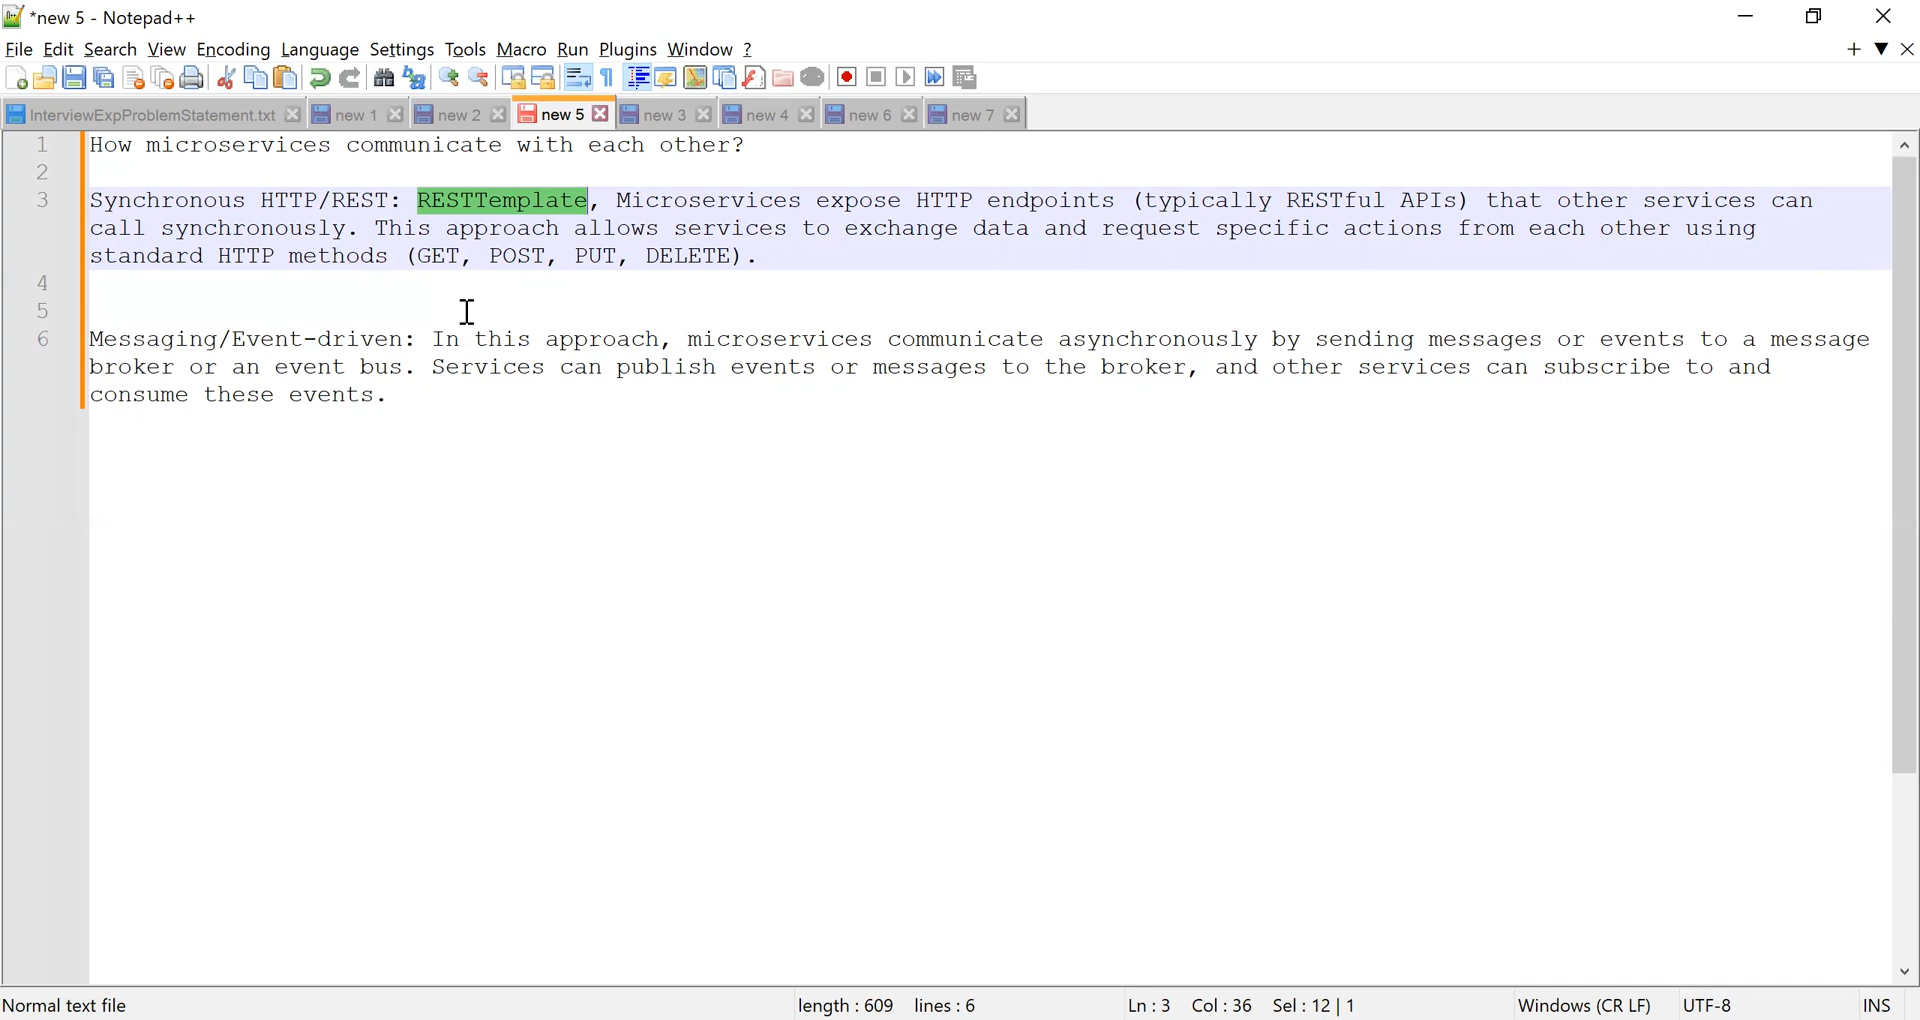 *new 5 - Notepad++
File Edit Search View Encoding Language Settings Tools Macro Run Plugins Window ?
InterviewExpProblemStatement.txt new 1 new 2 new 5 new 3 new 4 new 6 new 7
1 How microservices communicate with each other?
2
3 Synchronous HTTP/REST: RESTTemplate, Microservices expose HTTP endpoints (typically RESTful APIs) that other services can
call synchronously. This approach allows services to exchange data and request specific actions from each other using
standard HTTP methods (GET, POST, PUT, DELETE).
4
5
6 Messaging/Event-driven: In this approach, microservices communicate asynchronously by sending messages or events to a message
broker or an event bus. Services can publish events or messages to the broker, and other services can subscribe to and
consume these events.
Normal text file length : 609 lines : 6 Ln : 3 Col : 36 Sel : 12 | 1 Windows (CR LF) UTF-8 INS